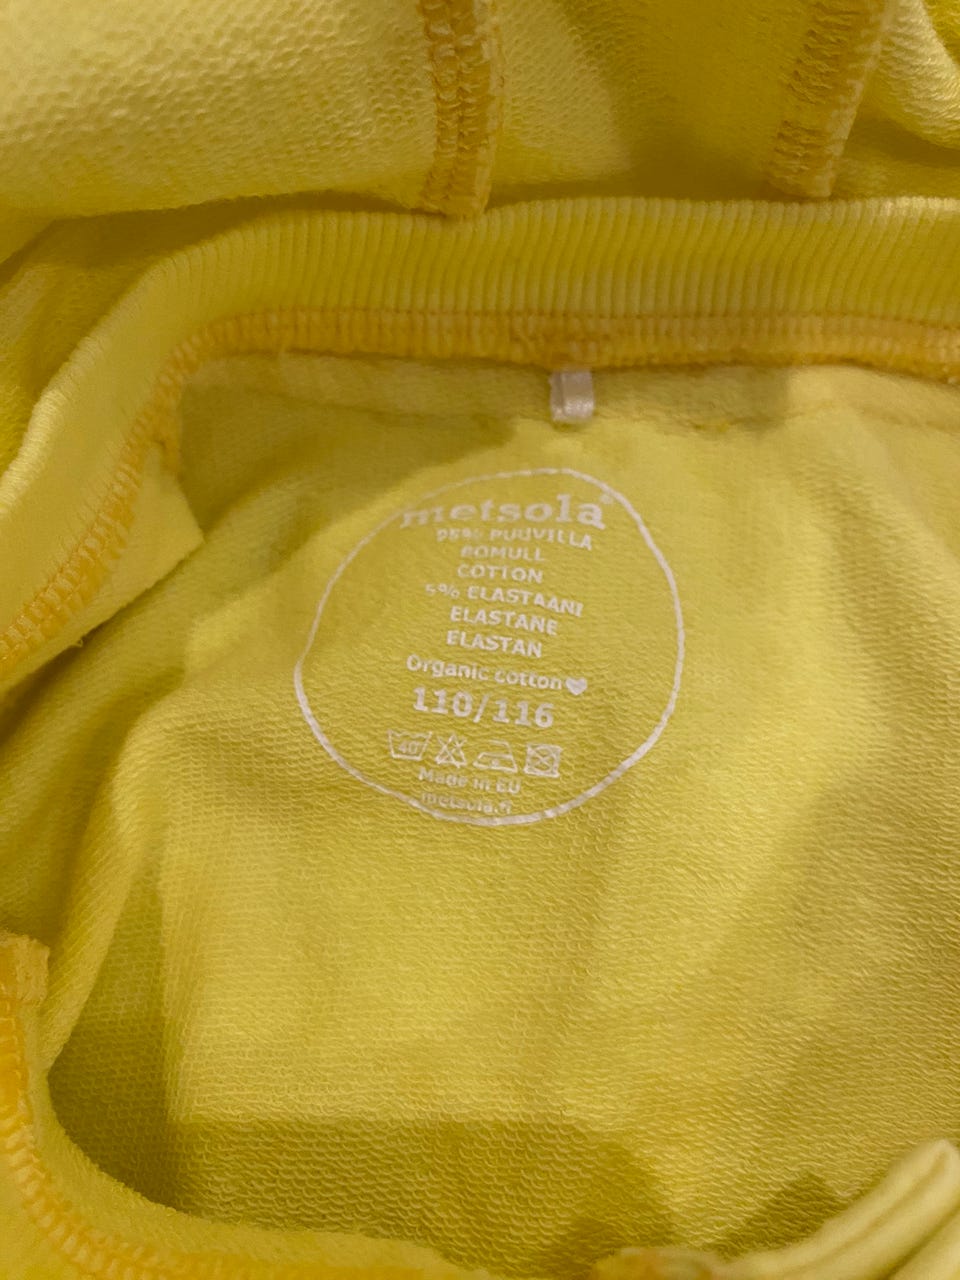 metsola®
95% PUUVILLA
BOMULL
COTTON
5% ELASTAANI
ELASTANE
ELASTAN
Organic cotton
110/116
40
Made in EU
metsola.fi